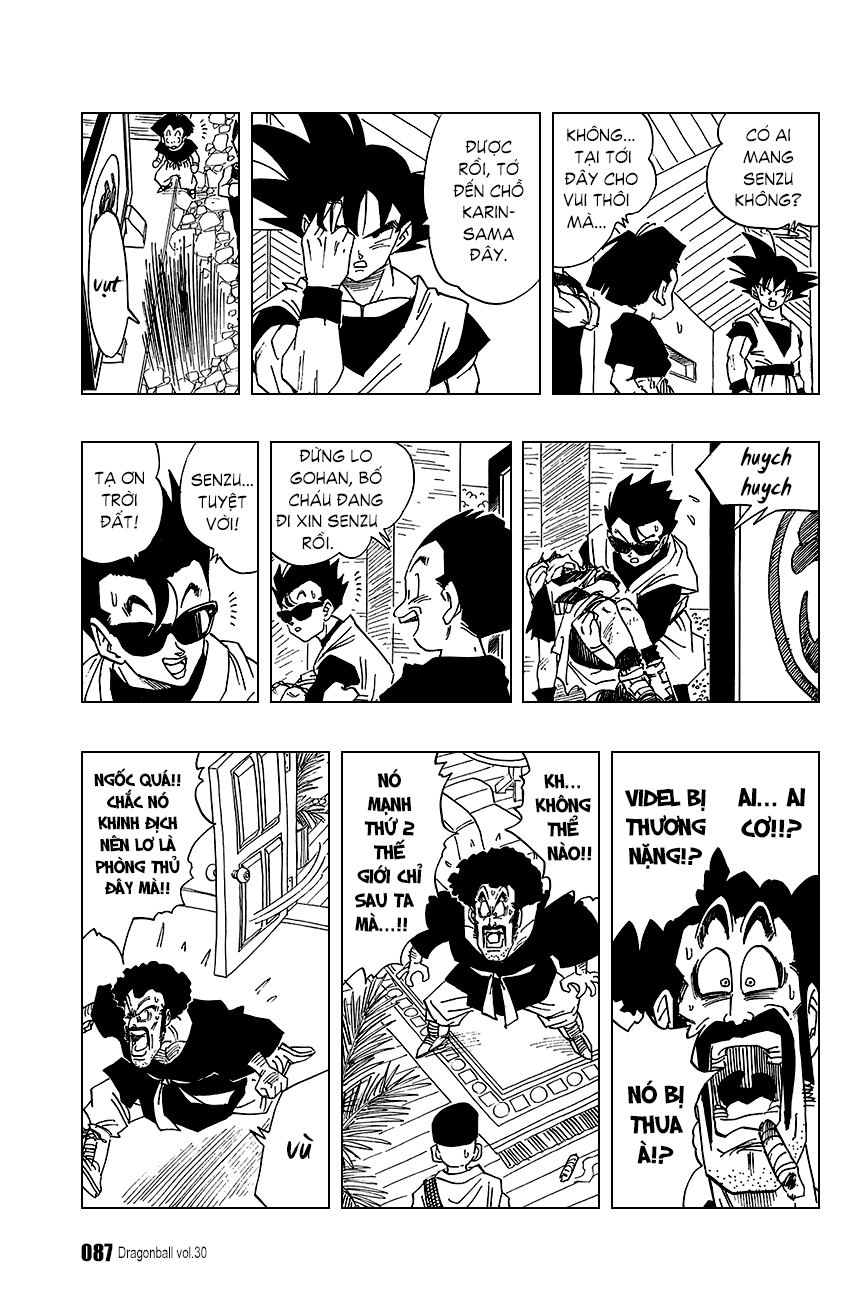 CÓ AI
MANG
SENZU
KHÔNG?
KHÔNG...
TẠI TỚI
ĐÂY CHO
VUI THÔI
MÀ...
ĐƯỢC
RỒI, TỚ
ĐẾN CHỖ
KARIN-
SAMA
ĐÂY.
vụt
huỵch
huỵch
ĐỪNG LO
GOHAN, BỐ
CHÁU ĐANG
ĐI XIN SENZU
RỒI.
SENZU...
TUYỆT
VỜI!
TẠ ƠN
TRỜI
ĐẤT!
AI... AI
CƠ!!?
VIDEL BỊ
THƯƠNG
NẶNG!?
NÓ BỊ
THUA
À!?
KH...
KHÔNG
THỂ
NÀO!!
NÓ
MẠNH
THỨ 2
THẾ
GIỚI CHỈ
SAU TA
MÀ...!!
NGỐC QUÁ!!
CHẮC NÓ
KHINH ĐỊCH
NÊN LƠ LÀ
PHÒNG THỦ
ĐÂY MÀ!!
vù
087 Dragonball vol.30